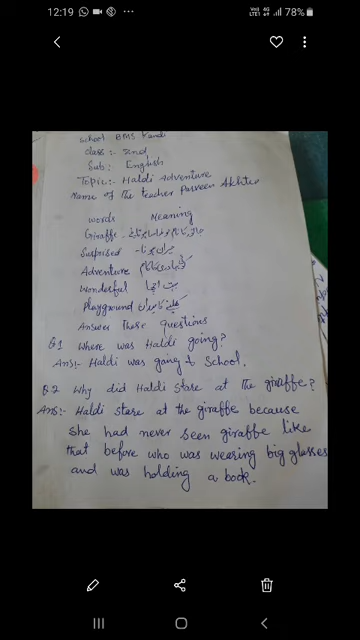 12:19
78%
School BMS Kandi
Class:- 2nd
Sub:- English
Topic:- Haldi Adventure
Name of the teacher Parveen Akhter
words Meaning
Giraffe
Surprised حیران ہونا
Adventure
Wonderful بہت اچھا
Playground کھیل کا میدان
Answer These Questions
Q1 Where was Haldi going?
Ans:- Haldi was going to School.
Q2 Why did Haldi stare at the giraffe?
Ans:- Haldi stare at the giraffe because
She had never seen giraffe like
that before who was wearing big glasses
and was holding a book.